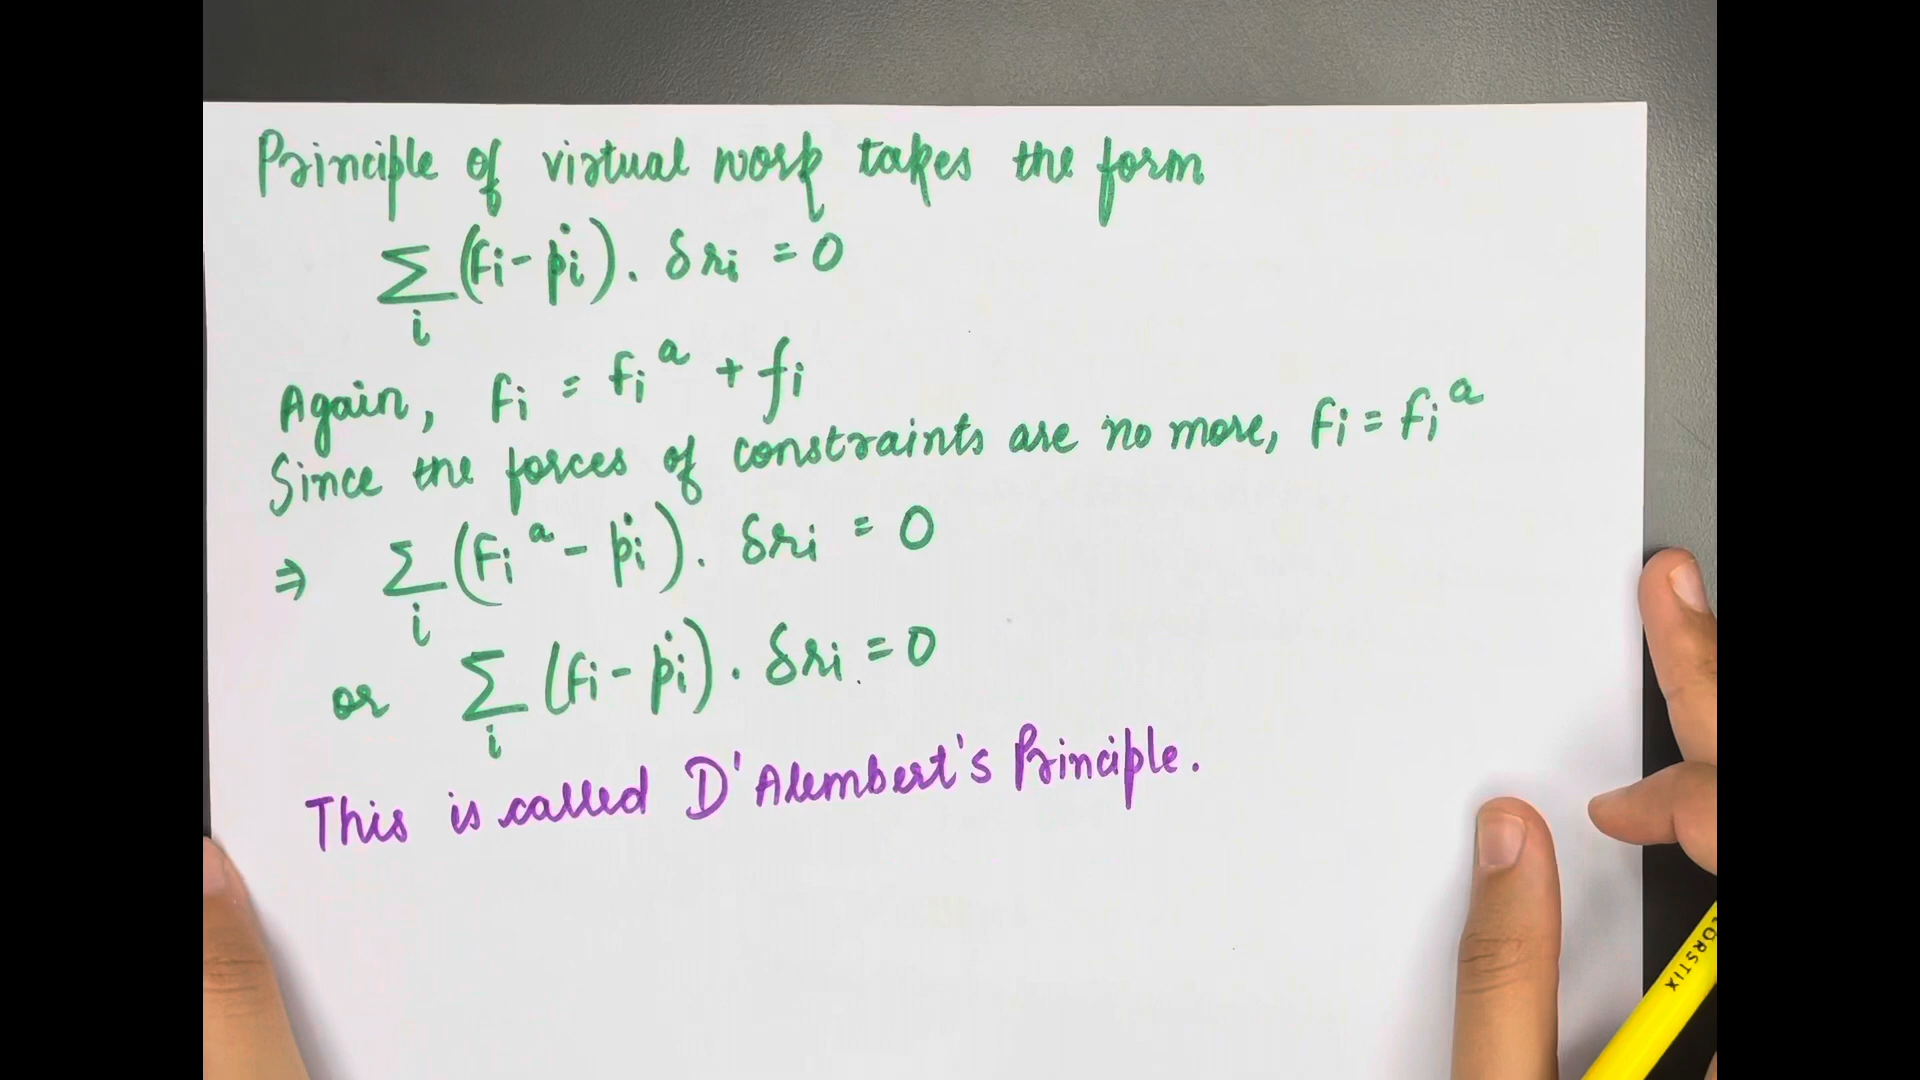 Principle of virtual work takes the form
∑i (Fi - ṗi) . δri = 0
Again, Fi = Fi^a + fi
Since the forces of constraints are no more, Fi = Fi^a
⇒ ∑i (Fi^a - ṗi) . δri = 0
or ∑i (Fi - ṗi) . δri = 0
This is called D'Alembert's Principle.